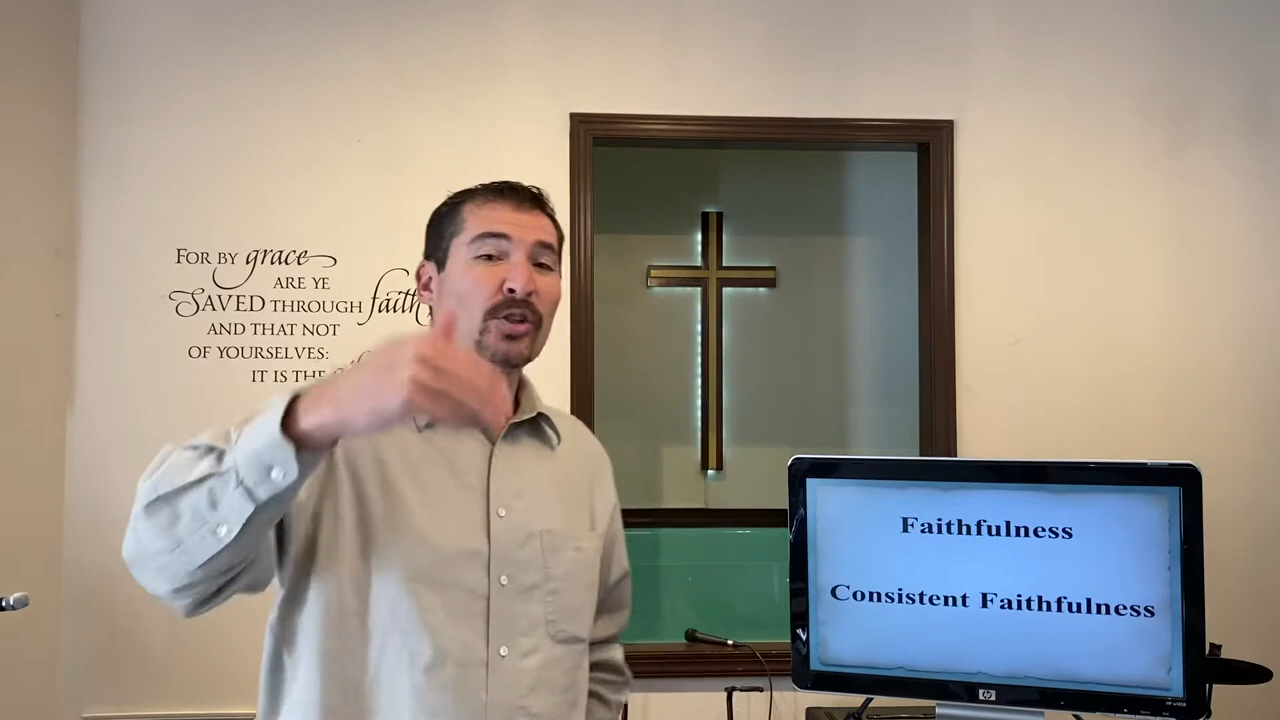 FOR BY grace
ARE YE
SAVED THROUGH faith
AND THAT NOT
OF YOURSELVES:
IT IS THE
Faithfulness
Consistent Faithfulness
hp